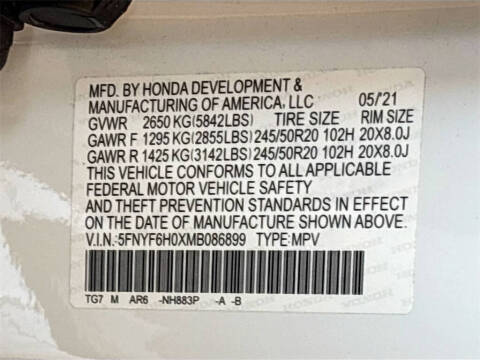 MFD. BY HONDA DEVELOPMENT &
MANUFACTURING OF AMERICA, LLC 05/'21
GVWR 2650 KG(5842LBS) TIRE SIZE RIM SIZE
GAWR F 1295 KG(2855LBS) 245/50R20 102H 20X8.0J
GAWR R 1425 KG(3142LBS) 245/50R20 102H 20X8.0J
THIS VEHICLE CONFORMS TO ALL APPLICABLE
FEDERAL MOTOR VEHICLE SAFETY
AND THEFT PREVENTION STANDARDS IN EFFECT
ON THE DATE OF MANUFACTURE SHOWN ABOVE.
V.I.N.:5FNYF6H0XMB086899 TYPE:MPV
TG7 M AR6 -NH883P -A -B